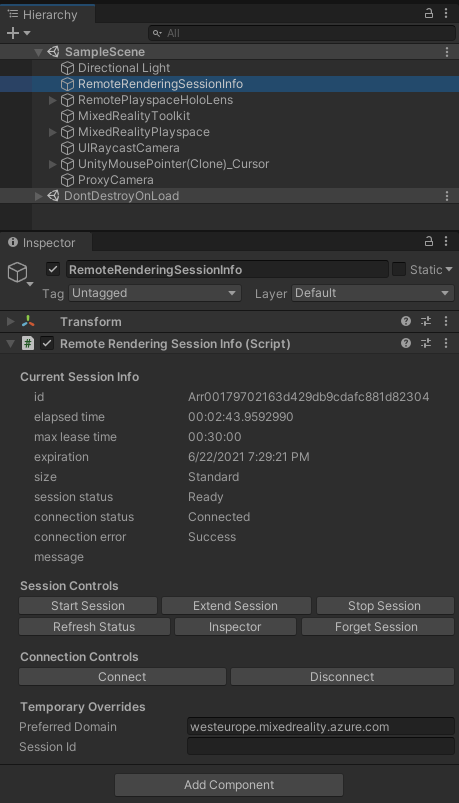 Hierarchy
All
SampleScene
Directional Light
RemoteRenderingSessionInfo
RemotePlayspaceHoloLens
MixedRealityToolkit
MixedRealityPlayspace
UIRaycastCamera
UnityMousePointer(Clone)_Cursor
ProxyCamera
DontDestroyOnLoad
Inspector
RemoteRenderingSessionInfo Static
Tag Untagged Layer Default
Transform
# Remote Rendering Session Info (Script)
Current Session Info
id Arr00179702163d429db9cdafc881d82304
elapsed time 00:02:43.9592990
max lease time 00:30:00
expiration 6/22/2021 7:29:21 PM
size Standard
session status Ready
connection status Connected
connection error Success
message
Session Controls
Start Session Extend Session Stop Session
Refresh Status Inspector Forget Session
Connection Controls
Connect Disconnect
Temporary Overrides
Preferred Domain westeurope.mixedreality.azure.com
Session Id
Add Component